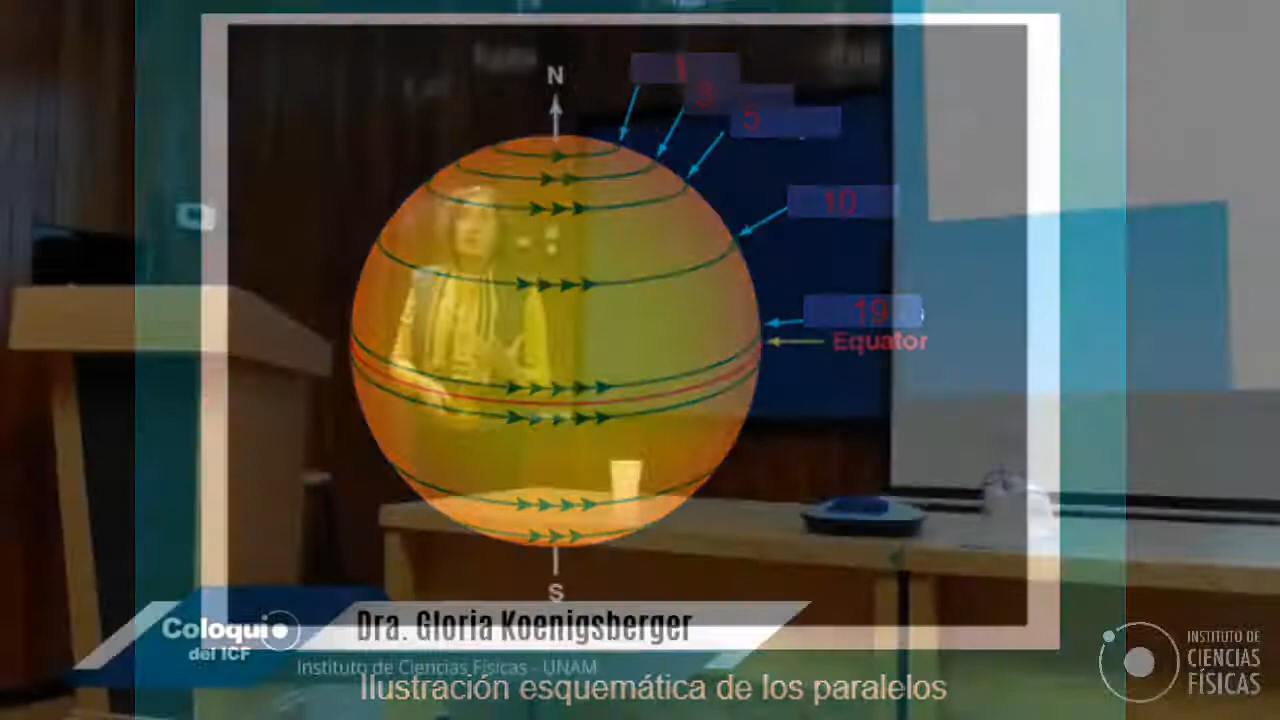 N
1
3
5
10
19
Equator
S
Coloquio
del ICF
Dra. Gloria Koenigsberger
Instituto de Ciencias Físicas - UNAM
Ilustración esquemática de los paralelos
INSTITUTO DE
CIENCIAS
FÍSICAS